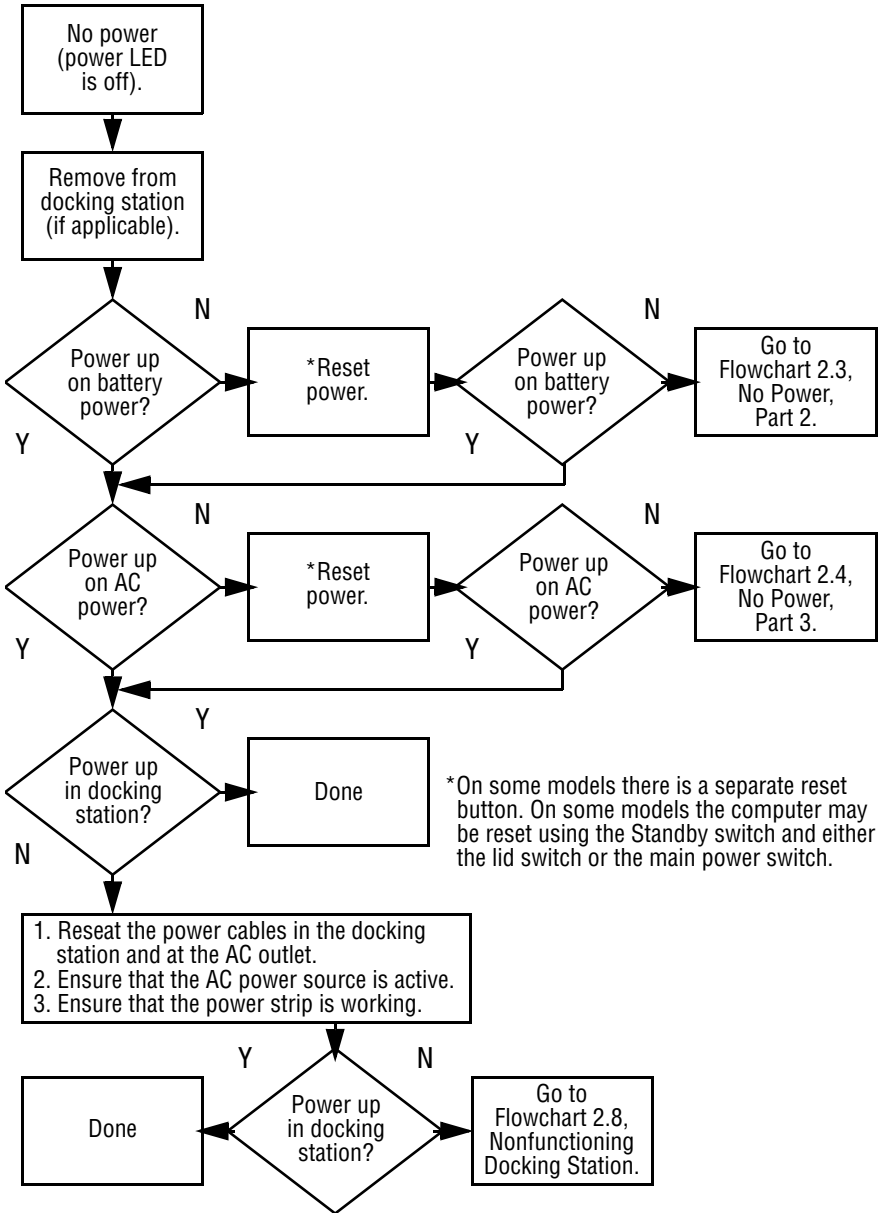 No power
(power LED
is off).
Remove from
docking station
(if applicable).
N
Power up
on battery
power?
Y
*Reset
power.
N
Power up
on battery
power?
Y
Go to
Flowchart 2.3,
No Power,
Part 2.
N
Power up
on AC
power?
Y
*Reset
power.
N
Power up
on AC
power?
Y
Go to
Flowchart 2.4,
No Power,
Part 3.
Y
Power up
in docking
station?
N
Done
*On some models there is a separate reset
button. On some models the computer may
be reset using the Standby switch and either
the lid switch or the main power switch.
1. Reseat the power cables in the docking
station and at the AC outlet.
2. Ensure that the AC power source is active.
3. Ensure that the power strip is working.
Y
N
Done
Power up
in docking
station?
Go to
Flowchart 2.8,
Nonfunctioning
Docking Station.